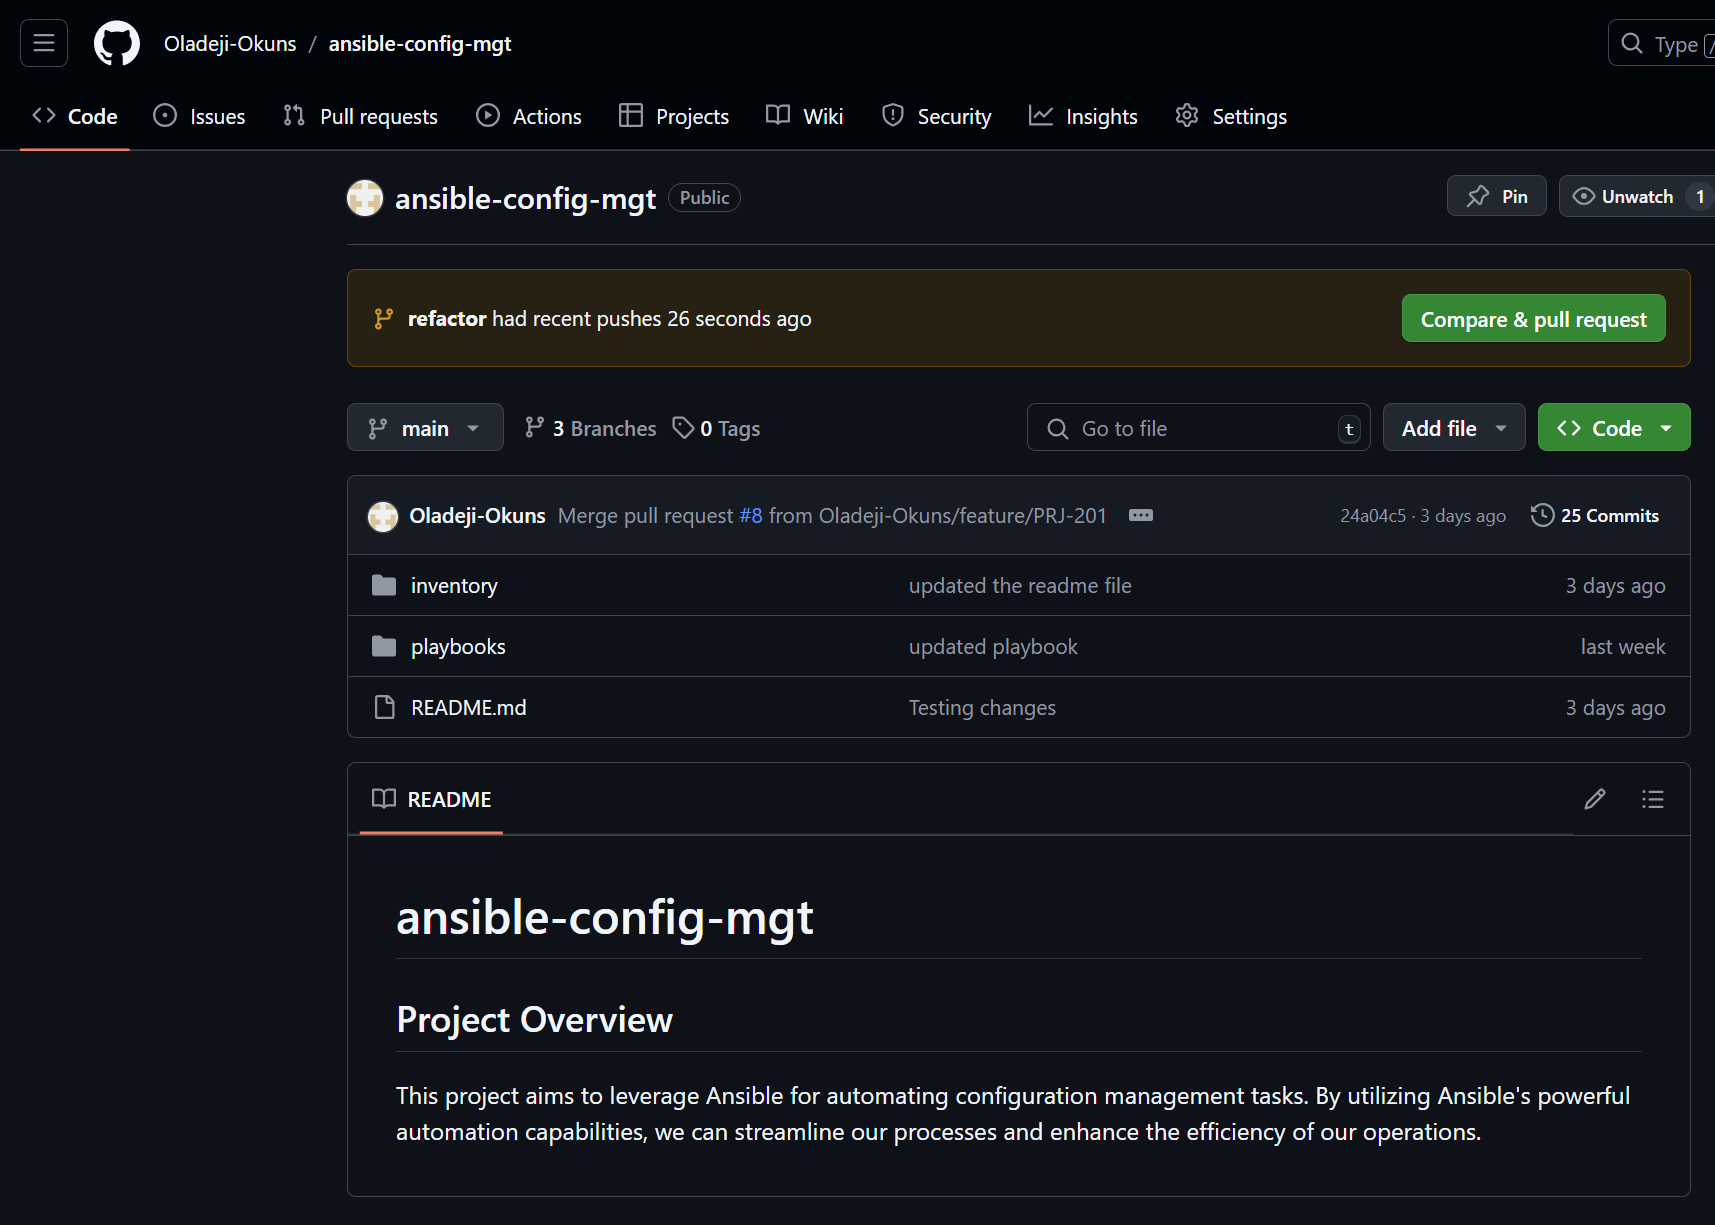 Oladeji-Okuns / ansible-config-mgt
Type /
Code Issues Pull requests Actions Projects Wiki Security Insights Settings
ansible-config-mgt Public
Pin Unwatch 1
refactor had recent pushes 26 seconds ago
Compare & pull request
main 3 Branches 0 Tags
Go to file t Add file Code
Oladeji-Okuns Merge pull request #8 from Oladeji-Okuns/feature/PRJ-201 24a04c5 · 3 days ago 25 Commits
inventory updated the readme file 3 days ago
playbooks updated playbook last week
README.md Testing changes 3 days ago
README
ansible-config-mgt
Project Overview
This project aims to leverage Ansible for automating configuration management tasks. By utilizing Ansible's powerful
automation capabilities, we can streamline our processes and enhance the efficiency of our operations.